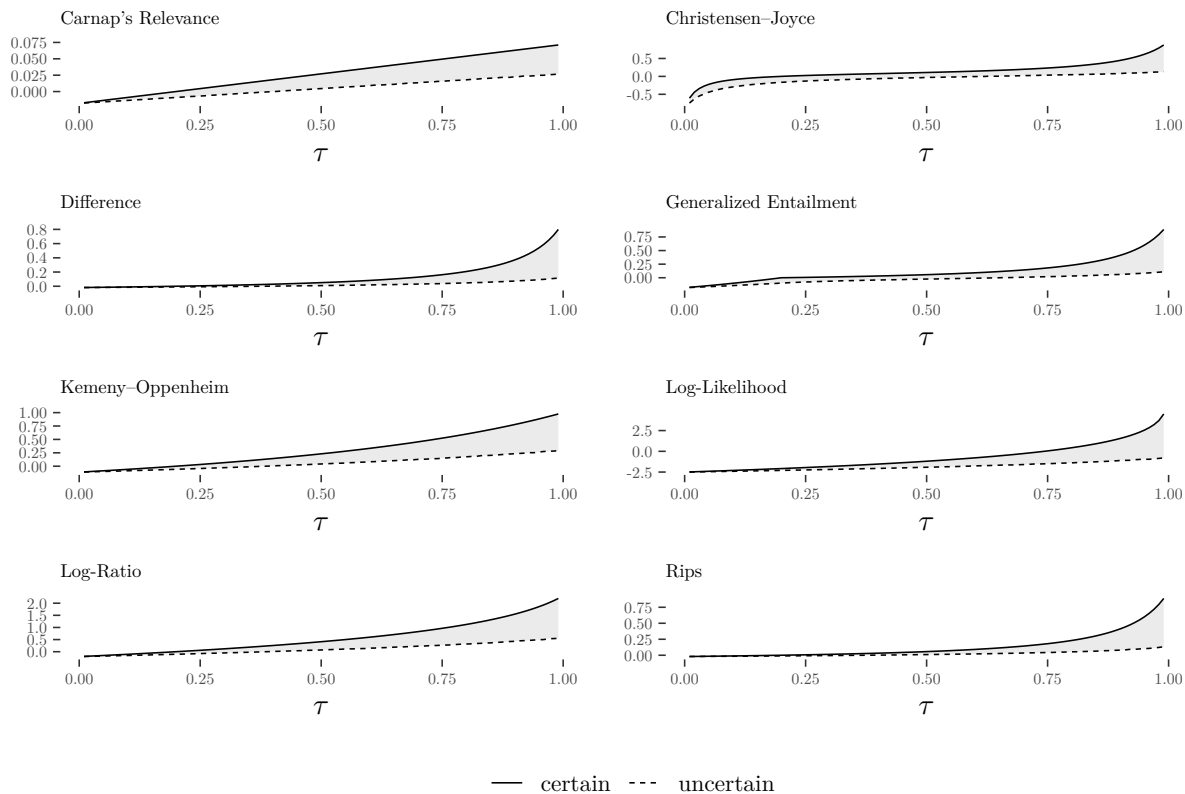 Carnap's Relevance
0.075
0.050
0.025
0.000
0.00 0.25 0.50 0.75 1.00
τ
Christensen–Joyce
0.5
0.0
-0.5
0.00 0.25 0.50 0.75 1.00
τ
Difference
0.8
0.6
0.4
0.2
0.0
0.00 0.25 0.50 0.75 1.00
τ
Generalized Entailment
0.75
0.50
0.25
0.00
0.00 0.25 0.50 0.75 1.00
τ
Kemeny–Oppenheim
1.00
0.75
0.50
0.25
0.00
0.00 0.25 0.50 0.75 1.00
τ
Log-Likelihood
2.5
0.0
-2.5
0.00 0.25 0.50 0.75 1.00
τ
Log-Ratio
2.0
1.5
1.0
0.5
0.0
0.00 0.25 0.50 0.75 1.00
τ
Rips
0.75
0.50
0.25
0.00
0.00 0.25 0.50 0.75 1.00
τ
certain uncertain